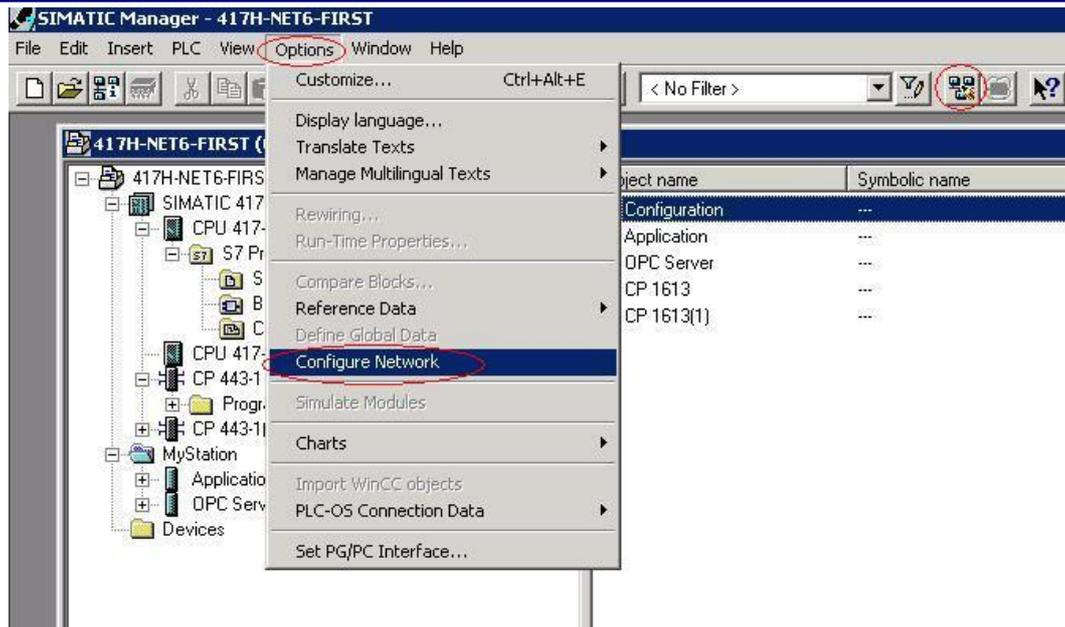 SIMATIC Manager - 417H-NET6-FIRST
File Edit Insert PLC View Options Window Help
< No Filter >
Customize... Ctrl+Alt+E
Display language...
Translate Texts
Manage Multilingual Texts
Rewiring...
Run-Time Properties...
Compare Blocks...
Reference Data
Define Global Data
Configure Network
Simulate Modules
Charts
Import WinCC objects
PLC-OS Connection Data
Set PG/PC Interface...
417H-NET6-FIRST (
417H-NET6-FIRS
SIMATIC 417
CPU 417-
S7 Pr
S
B
C
CPU 417-
CP 443-1
Progr
CP 443-1(
MyStation
Applicatio
OPC Serv
Devices
ject name Symbolic name
Configuration ---
Application ---
OPC Server ---
CP 1613 ---
CP 1613(1) ---